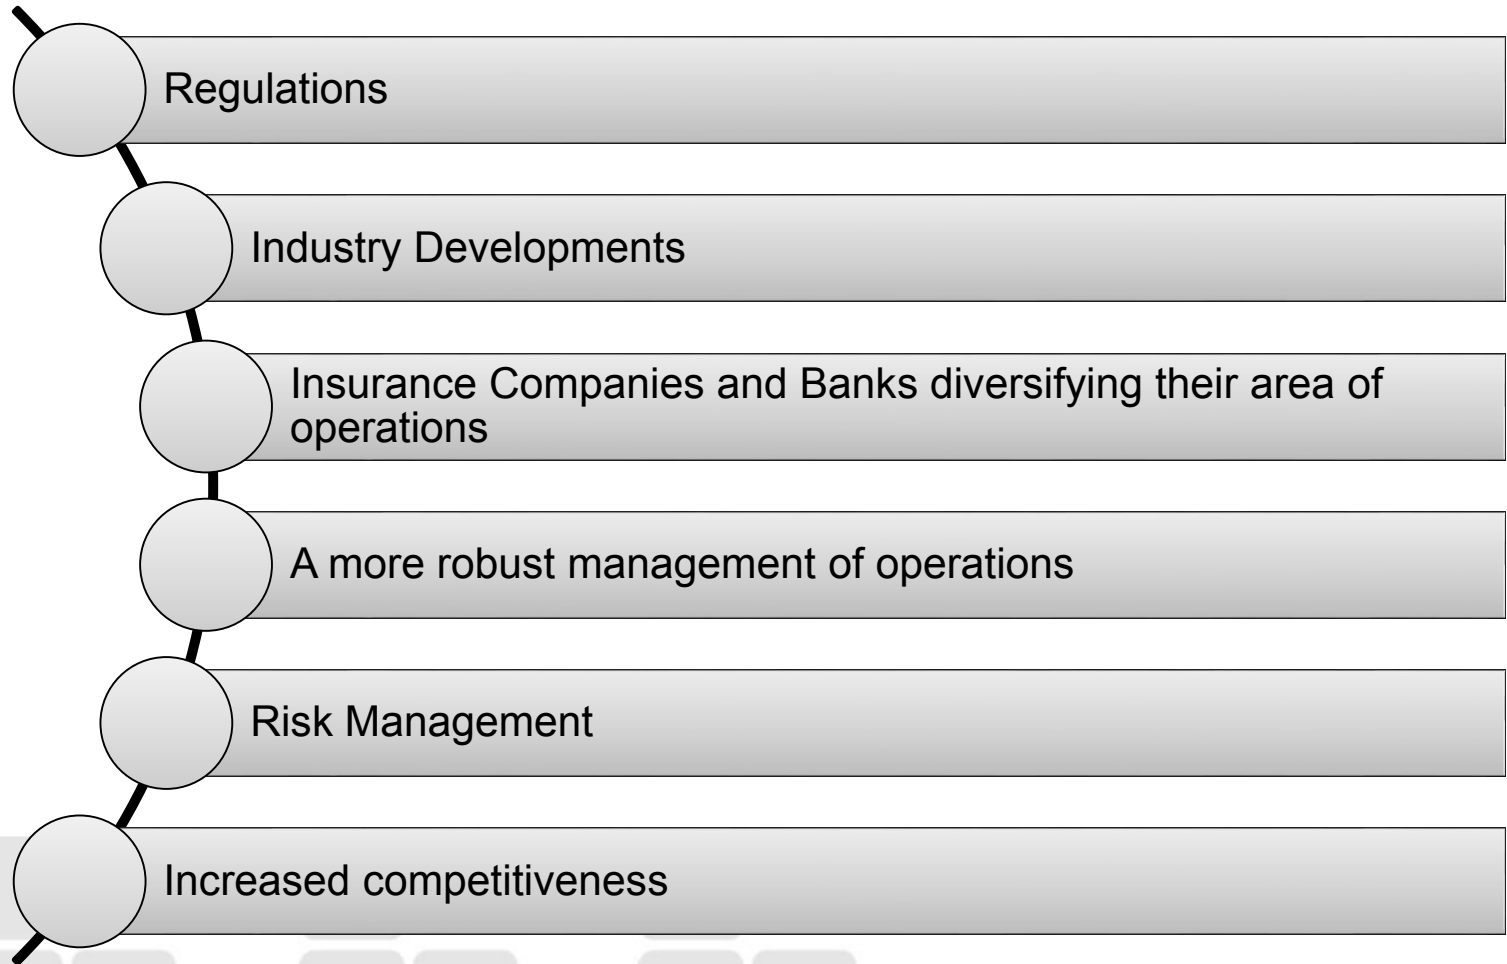 Regulations
Industry Developments
Insurance Companies and Banks diversifying their area of
operations
A more robust management of operations
Risk Management
Increased competitiveness